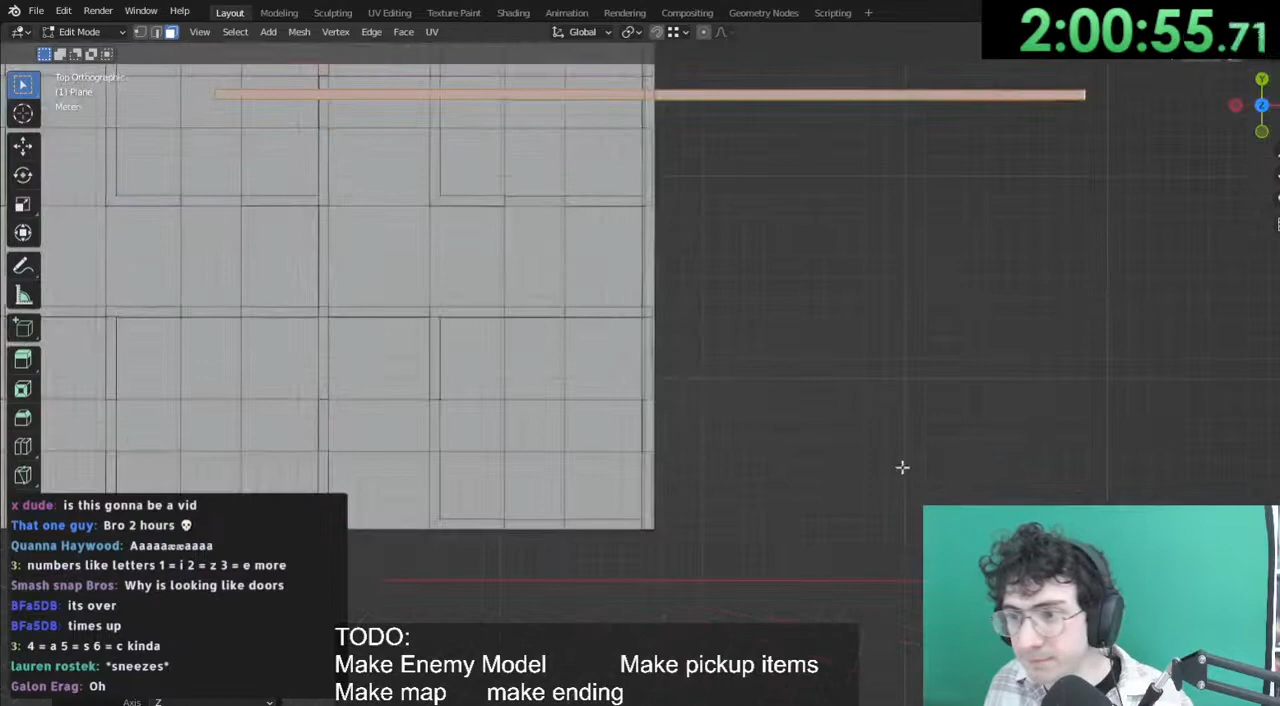 File Edit Render Window Help Layout Modeling Sculpting UV Editing Texture Paint Shading Animation Rendering Compositing Geometry Nodes Scripting +
2:00:55.71
Edit Mode View Select Add Mesh Vertex Edge Face UV Global
Top Orthographic
(1) Plane
Meters
Y
Z
x dude: is this gonna be a vid
That one guy: Bro 2 hours 💀
Quanna Haywood: Aaaaaææaaaa
3: numbers like letters 1 = i 2 = z 3 = e more
Smash snap Bros: Why is looking like doors
BFa5DB: its over
BFa5DB: times up
3: 4 = a 5 = s 6 = c kinda
lauren rostek: *sneezes*
Galon Erag: Oh
TODO:
Make Enemy Model Make pickup items
Make map make ending
Axis Z